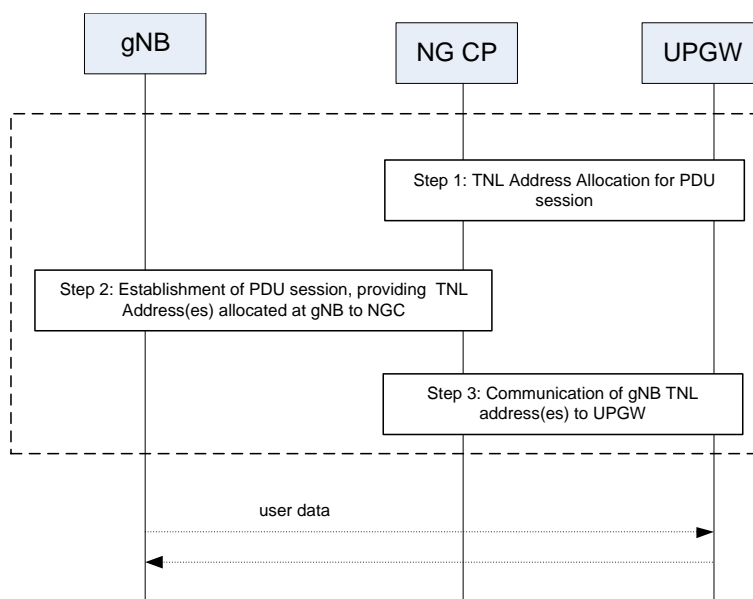 gNB
NG CP
UPGW
Step 1: TNL Address Allocation for PDU
session
Step 2: Establishment of PDU session, providing  TNL
Address(es) allocated at gNB to NGC
Step 3: Communication of gNB TNL
address(es) to UPGW
user data